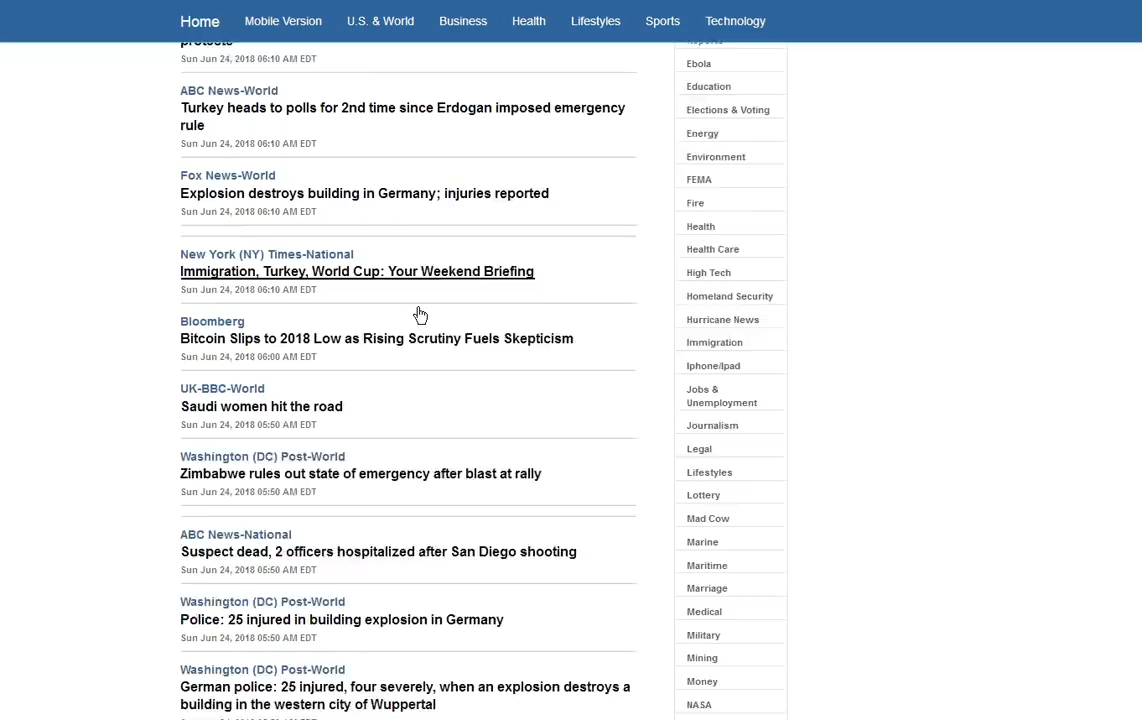 Home Mobile Version U.S. & World Business Health Lifestyles Sports Technology
protests
Sun Jun 24, 2018 06:10 AM EDT
ABC News-World
Turkey heads to polls for 2nd time since Erdogan imposed emergency
rule
Sun Jun 24, 2018 06:10 AM EDT
Fox News-World
Explosion destroys building in Germany; injuries reported
Sun Jun 24, 2018 06:10 AM EDT
New York (NY) Times-National
Immigration, Turkey, World Cup: Your Weekend Briefing
Sun Jun 24, 2018 06:10 AM EDT
Bloomberg
Bitcoin Slips to 2018 Low as Rising Scrutiny Fuels Skepticism
Sun Jun 24, 2018 06:00 AM EDT
UK-BBC-World
Saudi women hit the road
Sun Jun 24, 2018 05:50 AM EDT
Washington (DC) Post-World
Zimbabwe rules out state of emergency after blast at rally
Sun Jun 24, 2018 05:50 AM EDT
ABC News-National
Suspect dead, 2 officers hospitalized after San Diego shooting
Sun Jun 24, 2018 05:50 AM EDT
Washington (DC) Post-World
Police: 25 injured in building explosion in Germany
Sun Jun 24, 2018 05:50 AM EDT
Washington (DC) Post-World
German police: 25 injured, four severely, when an explosion destroys a
building in the western city of Wuppertal
Ebola
Education
Elections & Voting
Energy
Environment
FEMA
Fire
Health
Health Care
High Tech
Homeland Security
Hurricane News
Immigration
Iphone/Ipad
Jobs &
Unemployment
Journalism
Legal
Lifestyles
Lottery
Mad Cow
Marine
Maritime
Marriage
Medical
Military
Mining
Money
NASA